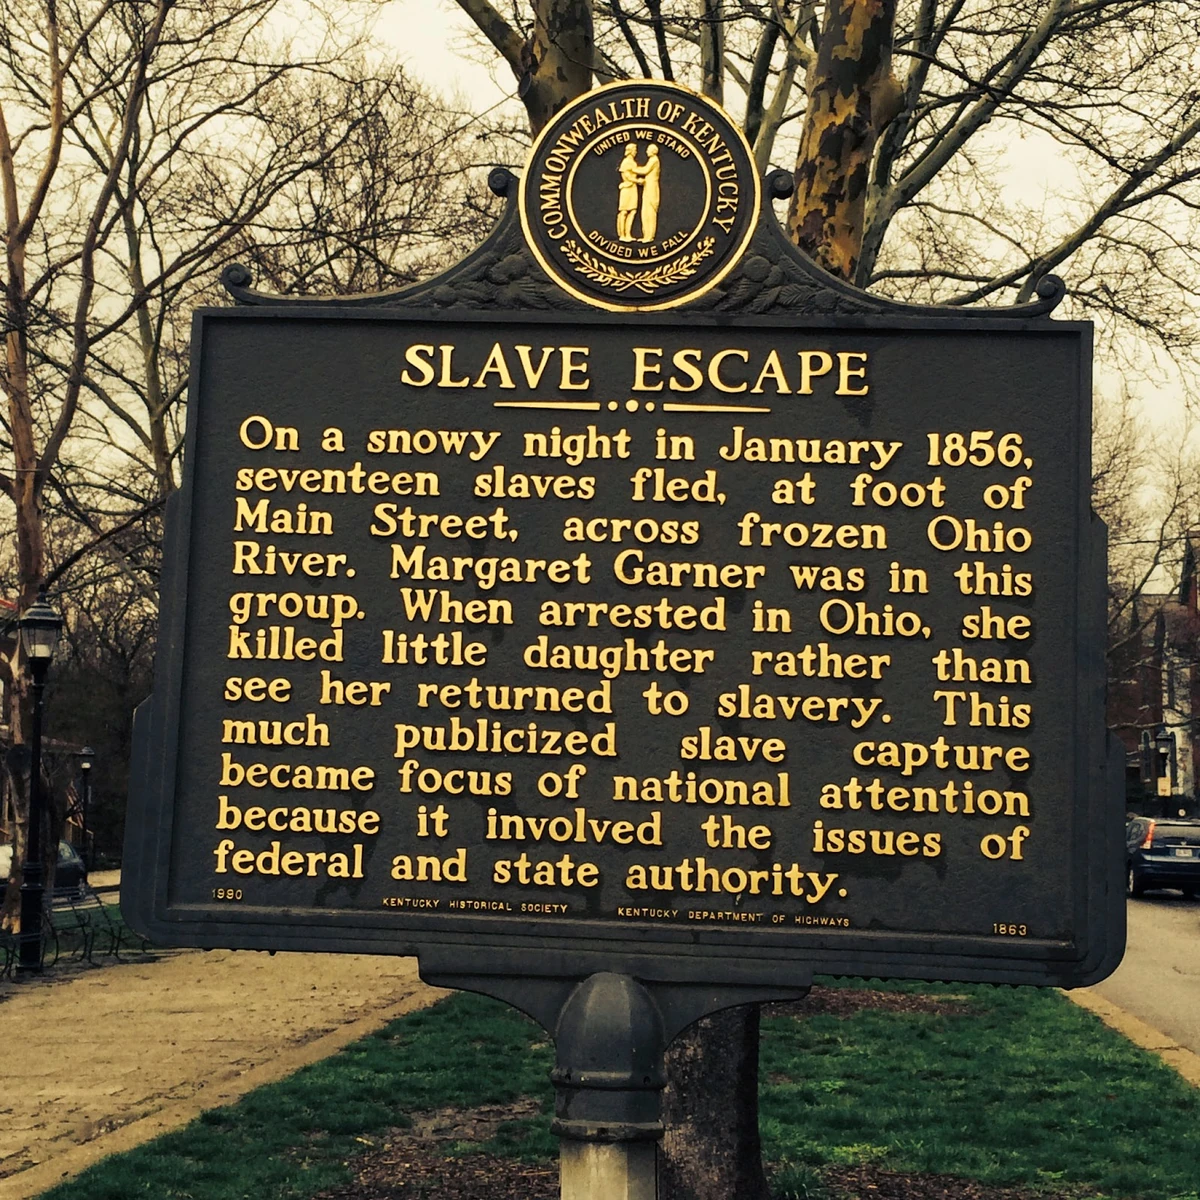 COMMONWEALTH OF KENTUCKY
UNITED WE STAND
DIVIDED WE FALL
SLAVE ESCAPE
On a snowy night in January 1856,
seventeen slaves fled, at foot of
Main Street, across frozen Ohio
River. Margaret Garner was in this
group. When arrested in Ohio, she
killed little daughter rather than
see her returned to slavery. This
much publicized slave capture
became focus of national attention
because it involved the issues of
federal and state authority.
1990 KENTUCKY HISTORICAL SOCIETY KENTUCKY DEPARTMENT OF HIGHWAYS 1863